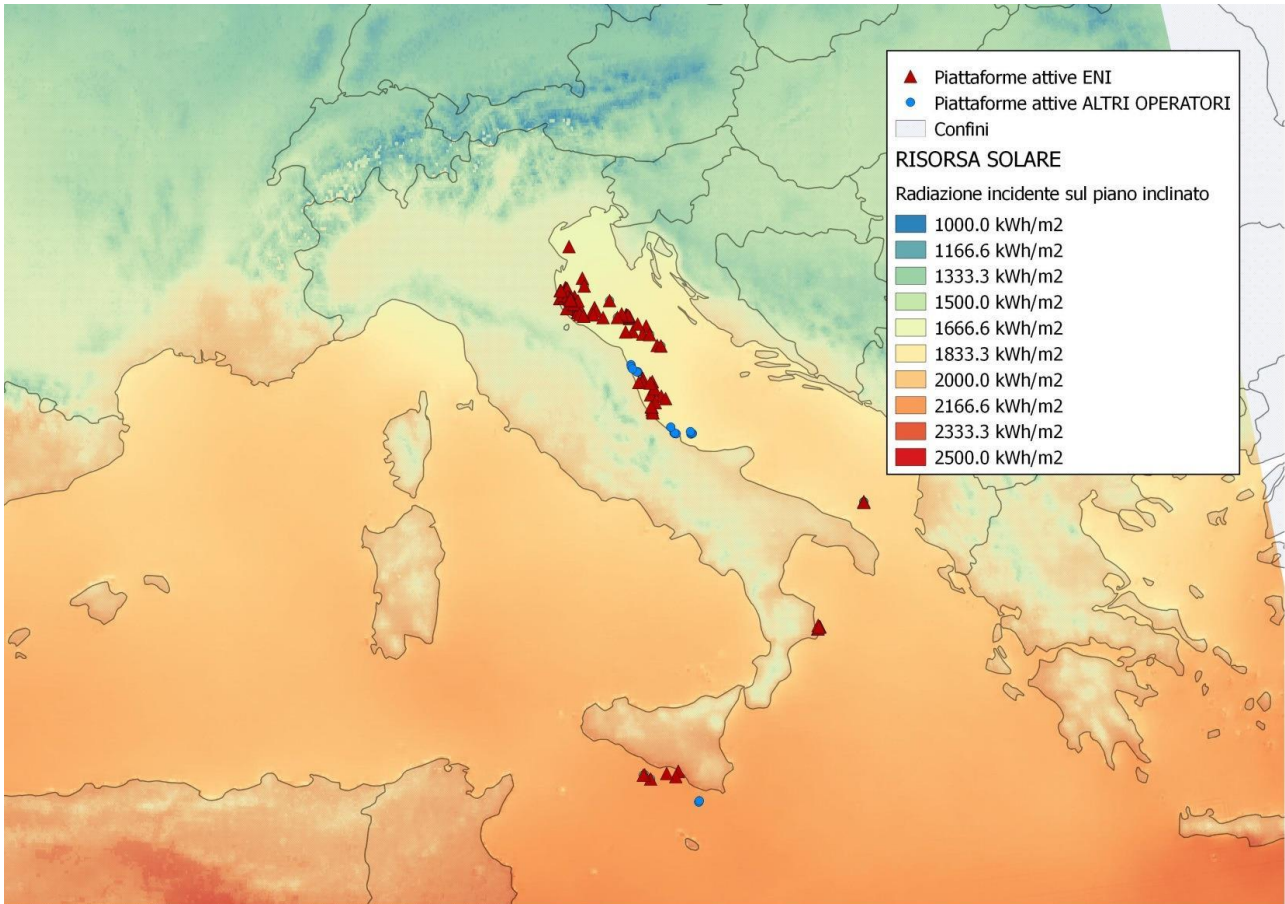 Piattaforme attive ENI
Piattaforme attive ALTRI OPERATORI
Confini
RISORSA SOLARE
Radiazione incidente sul piano inclinato
1000.0 kWh/m2
1166.6 kWh/m2
1333.3 kWh/m2
1500.0 kWh/m2
1666.6 kWh/m2
1833.3 kWh/m2
2000.0 kWh/m2
2166.6 kWh/m2
2333.3 kWh/m2
2500.0 kWh/m2